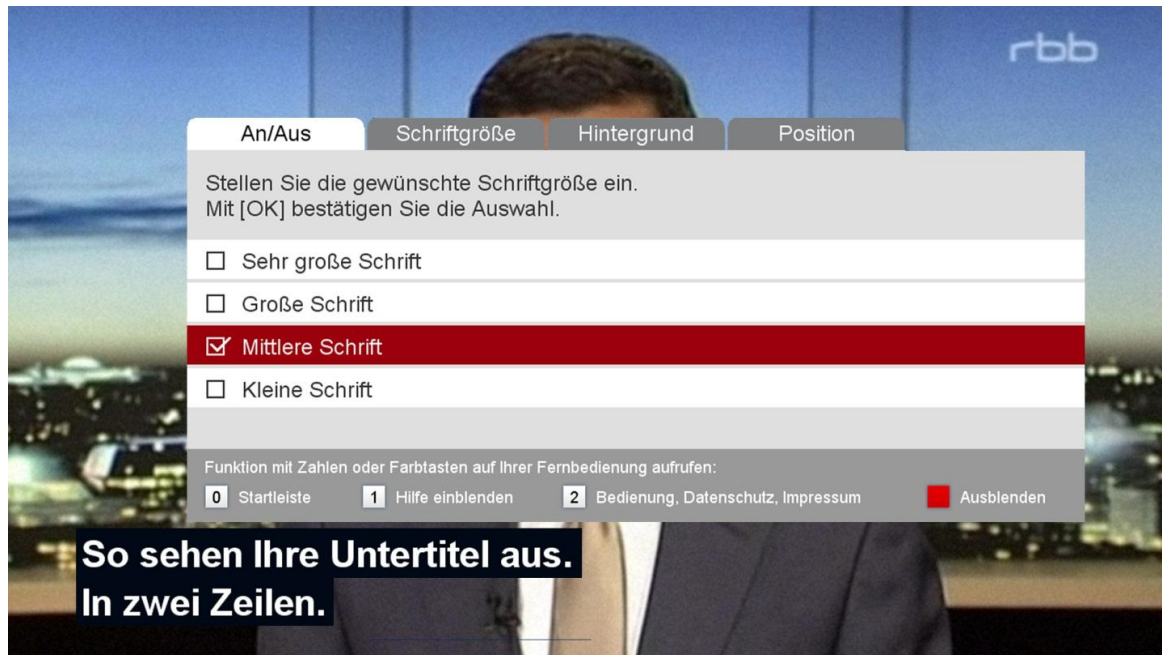 rbb
An/Aus Schriftgröße Hintergrund Position
Stellen Sie die gewünschte Schriftgröße ein.
Mit [OK] bestätigen Sie die Auswahl.
Sehr große Schrift
Große Schrift
Mittlere Schrift
Kleine Schrift
Funktion mit Zahlen oder Farbtasten auf Ihrer Fernbedienung aufrufen:
0 Startleiste 1 Hilfe einblenden 2 Bedienung, Datenschutz, Impressum Ausblenden
So sehen Ihre Untertitel aus.
In zwei Zeilen.